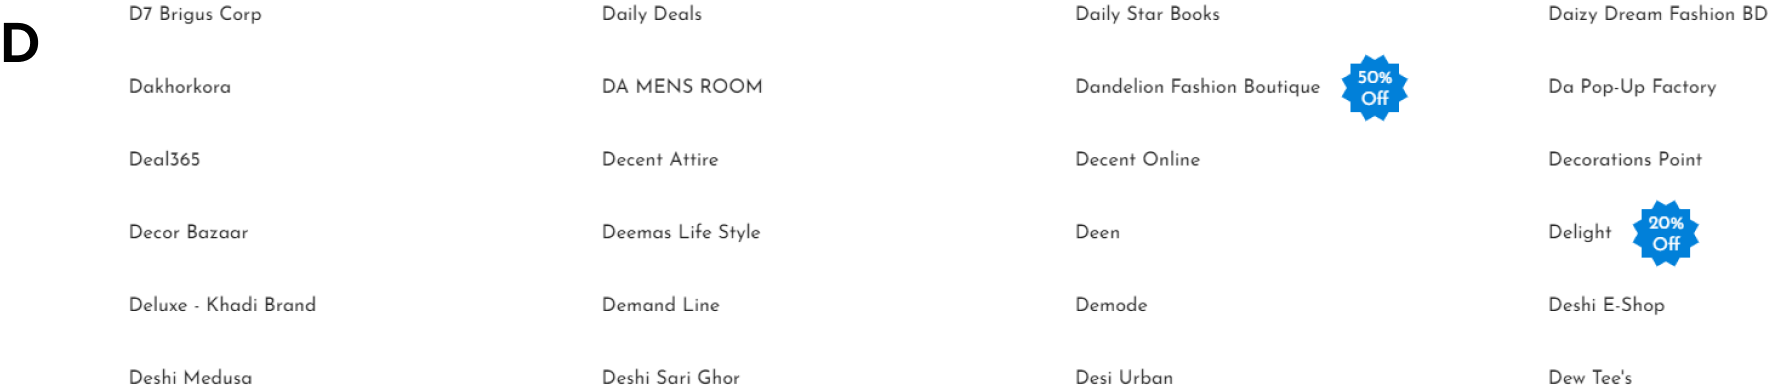 D
D7 Brigus Corp Daily Deals Daily Star Books Daizy Dream Fashion BD
Dakhorkora DA MENS ROOM Dandelion Fashion Boutique 50% Off Da Pop-Up Factory
Deal365 Decent Attire Decent Online Decorations Point
Decor Bazaar Deemas Life Style Deen Delight 20% Off
Deluxe - Khadi Brand Demand Line Demode Deshi E-Shop
Deshi Medusa Deshi Sari Ghor Desi Urban Dew Tee's